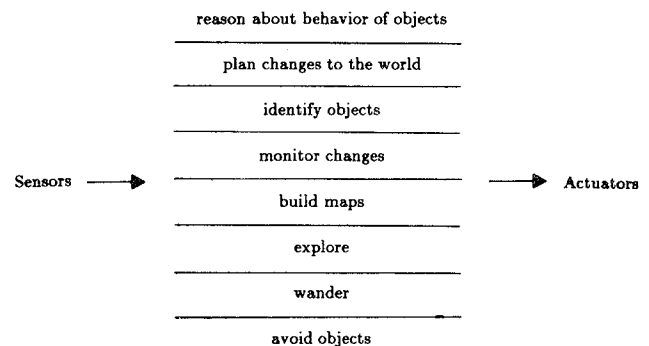 reason about behavior of objects
plan changes to the world
identify objects
monitor changes
Sensors
Actuators
build maps
explore
wander
avoid objects